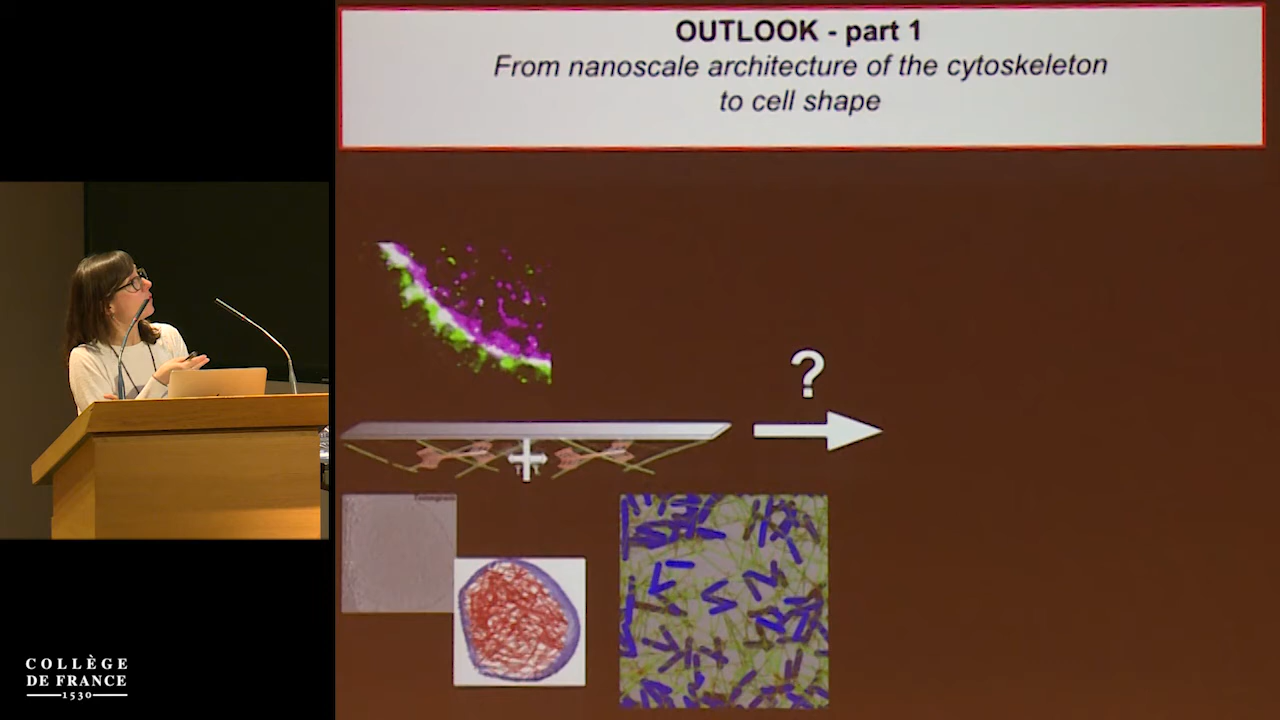 OUTLOOK - part 1
From nanoscale architecture of the cytoskeleton
to cell shape
?
COLLÈGE
DE FRANCE
1530